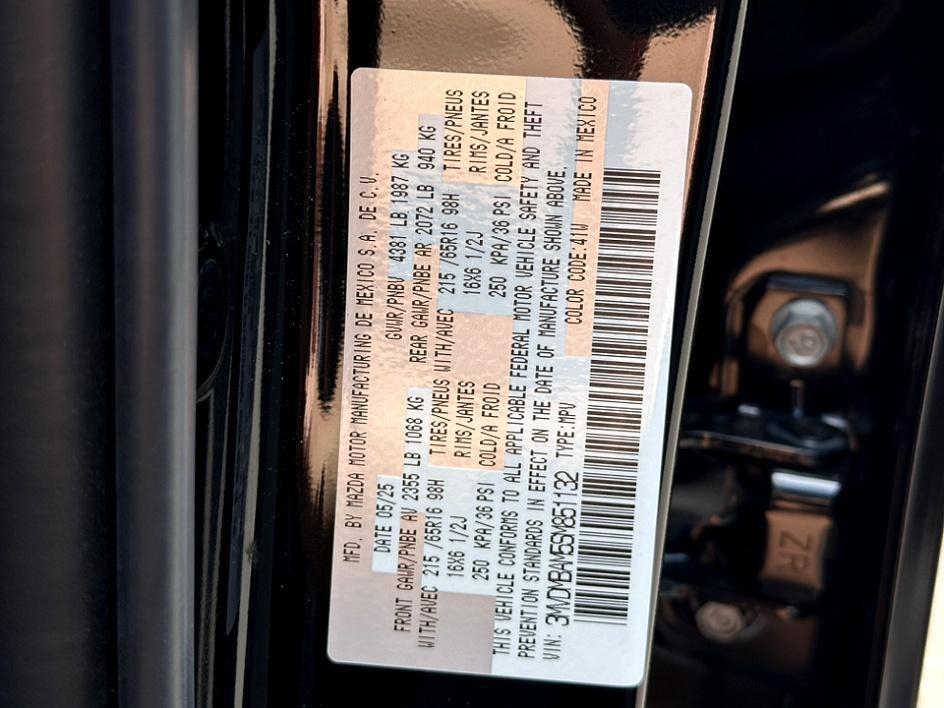 MFD. BY MAZDA MOTOR MANUFACTURING DE MEXICO S.A. DE C.V.
DATE 05/25 GVWR/PNBV 4381 LB 1987 KG
FRONT GAWR/PNBE AV 2355 LB 1068 KG REAR GAWR/PNBE AR 2072 LB 940 KG
WITH/AVEC 215 /65R16 98H TIRES/PNEUS WITH/AVEC 215 /65R16 98H TIRES/PNEUS
16X6 1/2J RIMS/JANTES 16X6 1/2J RIMS/JANTES
250 KPA/36 PSI COLD/A FROID 250 KPA/36 PSI COLD/A FROID
THIS VEHICLE CONFORMS TO ALL APPLICABLE FEDERAL MOTOR VEHICLE SAFETY AND THEFT
PREVENTION STANDARDS IN EFFECT ON THE DATE OF MANUFACTURE SHOWN ABOVE.
VIN: 3MVDMBAM5SM851132 TYPE:MPV COLOR CODE:41W MADE IN MEXICO
ZR